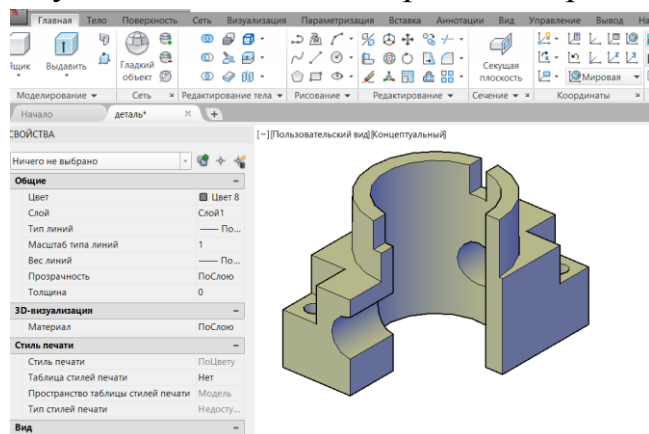 Главная Тело Поверхность Сеть Визуализация Параметризация Вставка Аннотации Вид Управление Вывод
Ящик Выдавить Гладкий объект Секущая плоскость Мировая
Моделирование Сеть Редактирование тела Рисование Редактирование Сечение Координаты
Начало деталь*
СВОЙСТВА
[−][Пользовательский вид][Концептуальный]
Ничего не выбрано
Общие
Цвет Цвет 8
Слой Слой1
Тип линий По...
Масштаб типа линий 1
Вес линий По...
Прозрачность ПоСлою
Толщина 0
3D-визуализация
Материал ПоСлою
Стиль печати
Стиль печати ПоЦвету
Таблица стилей печати Нет
Пространство таблицы стилей печати Модель
Тип стилей печати Недосту...
Вид